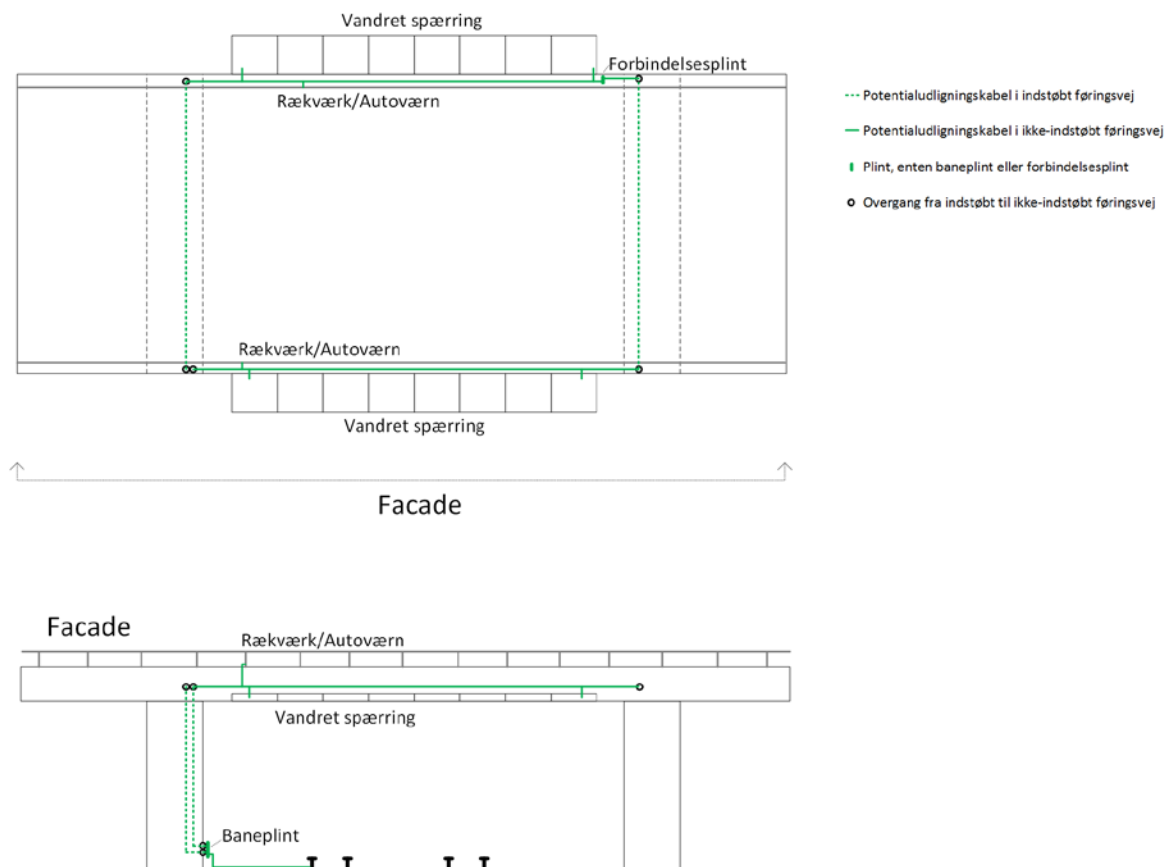 Vandret spærring
Forbindelsesplint
Rækværk/Autoværn
Potentialudligningskabel i indstøbt føringsvej
Potentialudligningskabel i ikke-indstøbt føringsvej
Plint, enten baneplint eller forbindelsesplint
Overgang fra indstøbt til ikke-indstøbt føringsvej
Rækværk/Autoværn
Vandret spærring
Facade
Facade
Rækværk/Autoværn
Vandret spærring
Baneplint